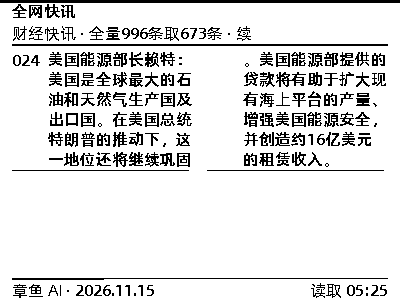 全网快讯
财经快讯 · 全量996条取673条 · 续
024 美国能源部长赖特：
美国是全球最大的石
油和天然气生产国及
出口国。在美国总统
特朗普的推动下，这
一地位还将继续巩固
。美国能源部提供的
贷款将有助于扩大现
有海上平台的产量、
增强美国能源安全，
并创造约16亿美元
的租赁收入。
章鱼 AI · 2026.11.15
读取 05:25